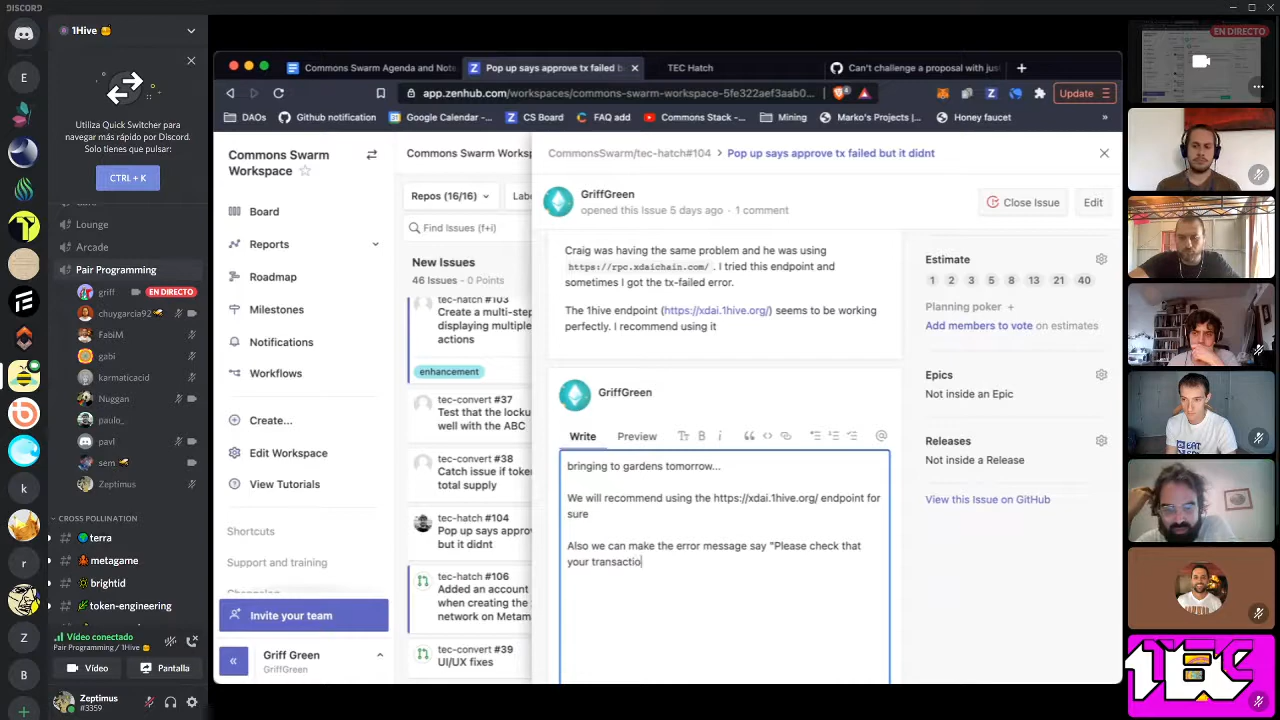 DISCORD
1Hive
Utiliza Quick Switcher para
navegar más rápido por Discord.
Solo tienes que pulsar:
CTRL + K
Lounge
Arcade
Pair Programming
griff
EN DIRECTO
chuygarcia92
FabiM
gabi
karmaticacid
Nuggan
paulo_
pavl
sem
Zeptimus
CROSS POLLINATION
terra
metagame
brightid
token-engineering
Vídeo conectado
Pair Programming / 1Hive
Vídeo
Pantalla
Zeptimus
#3359
E
k
r
Z
B
Commons Swarm Agenda and Note
Pop up says approve tx failed b
TEC Hatch
Can't challenge a proposal with jus
app.zenhub.com/workspaces/commons-swarm-workspace-5fe322aef3aab0...
Update
DAOs
Github notification
Google Calendar -...
CS Board
FAQ add
Commons Stack -...
Mining
Marko's Projects |...
Honey faucet
Commons Swarm
Workspace
Board
Reports
Roadmap
Milestones
Notifications
Workflows
Create...
Edit Workspace
View Tutorials
Shortcuts
Support and training
Invite your team
Griff Green
GriffGreen
Commons Swarm Worksp
Repos (16/16)
Labe
Find Issues (f+i)
New Issues
46 Issues - 0 Points
tec-hatch #103
Create a multi-step
displaying multiple
actions
enhancement
tec-convert #37
Test that the locku
well with the ABC
tec-convert #38
Catch issue if token
total supply
tec-hatch #104
Pop up says approv
but it didnt
tec-hatch #106
Added an account
when creating the
network on Metam
tec-convert #39
UI/UX fixes
CommonsSwarm/tec-hatch#104 > Pop up says approve tx failed but it didnt
GriffGreen
opened this Issue 5 days ago · 1 comment
Close Issue
Edit
Craig was having the same problem and he was using
https://rpc.xdaichain.com/ . I tried this endpoint and
sometimes I got the tx-failed error.
The 1hive endpoint (https://xdai.1hive.org/) seems to be working
perfectly. I recommend using it
GriffGreen
Write
Preview
bringing to gardens tomorrow...
We will recommend using the https://xdai.1hive.org/ endpoint for
sure
Also we can make the error message say "Please check that
your transactio
Estimate
1 2 3 5 8 13 21 40
Planning poker +
Add members to vote on estimates
Epics
Not inside an Epic
Releases
Not inside a Release
View this Issue on GitHub
EN DIRECTO
TEC